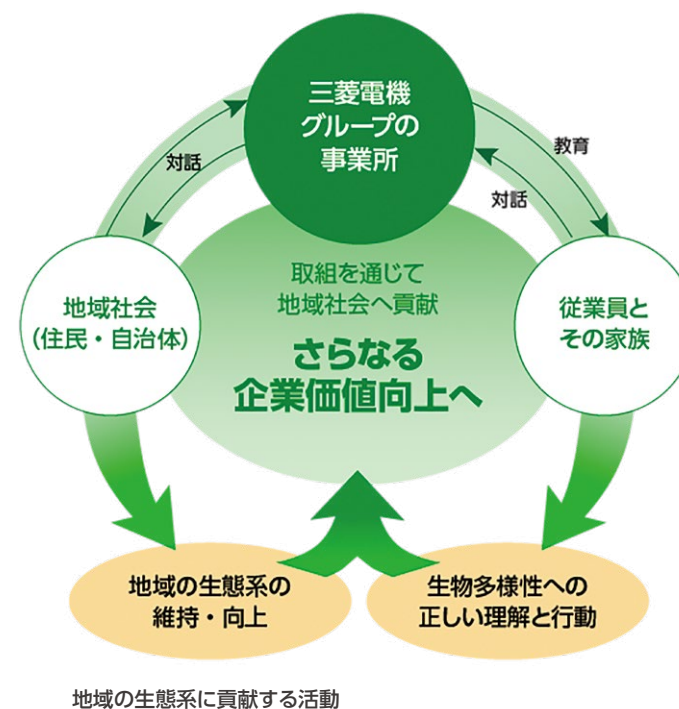 三菱電機
グループの
事業所
対話
教育
対話
取組を通じて
地域社会へ貢献
さらなる
企業価値向上へ
地域社会
（住民・自治体）
従業員と
その家族
地域の生態系の
維持・向上
生物多様性への
正しい理解と行動
地域の生態系に貢献する活動